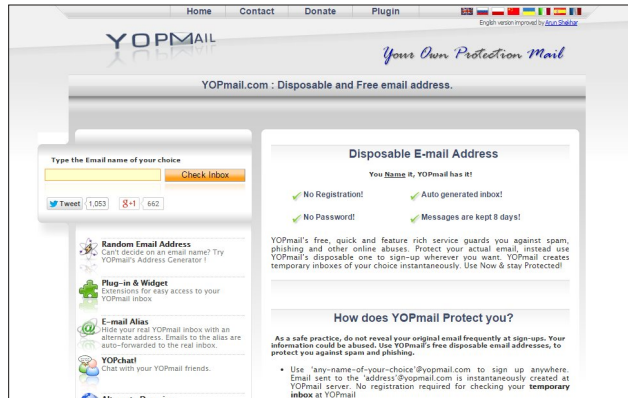 Home Contact Donate Plugin
English version improved by Arun Shekhar
YOPMAIL
Your Own Protection Mail
YOPmail.com : Disposable and Free email address.
Type the Email name of your choice
Check Inbox
Tweet 1,053 g+1 662
Random Email Address
Can't decide on an email name? Try
YOPmail's Address Generator !
Plug-in & Widget
Extensions for easy access to your
YOPmail inbox
E-mail Alias
Hide your real YOPmail inbox with an
alternate address. Emails to the alias are
auto-forwarded to the real inbox.
YOPchat!
Chat with your YOPmail friends.
Disposable E-mail Address
You Name it, YOPmail has it!
No Registration! Auto generated inbox!
No Password! Messages are kept 8 days!
YOPmail's free, quick and feature rich service guards you against spam,
phishing and other online abuses. Protect your actual email, instead use
YOPmail's disposable one to sign-up wherever you want. YOPmail creates
temporary inboxes of your choice instantaneously. Use Now & stay Protected!
How does YOPmail Protect you?
As a safe practice, do not reveal your original email frequently at sign-ups. Your
information could be abused. Use YOPmail's free disposable email addresses, to
protect you against spam and phishing.
• Use 'any-name-of-your-choice'@yopmail.com to sign up anywhere.
Email sent to the 'address'@yopmail.com is instantaneously created at
YOPmail server. No registration required for checking your temporary
inbox at YOPmail